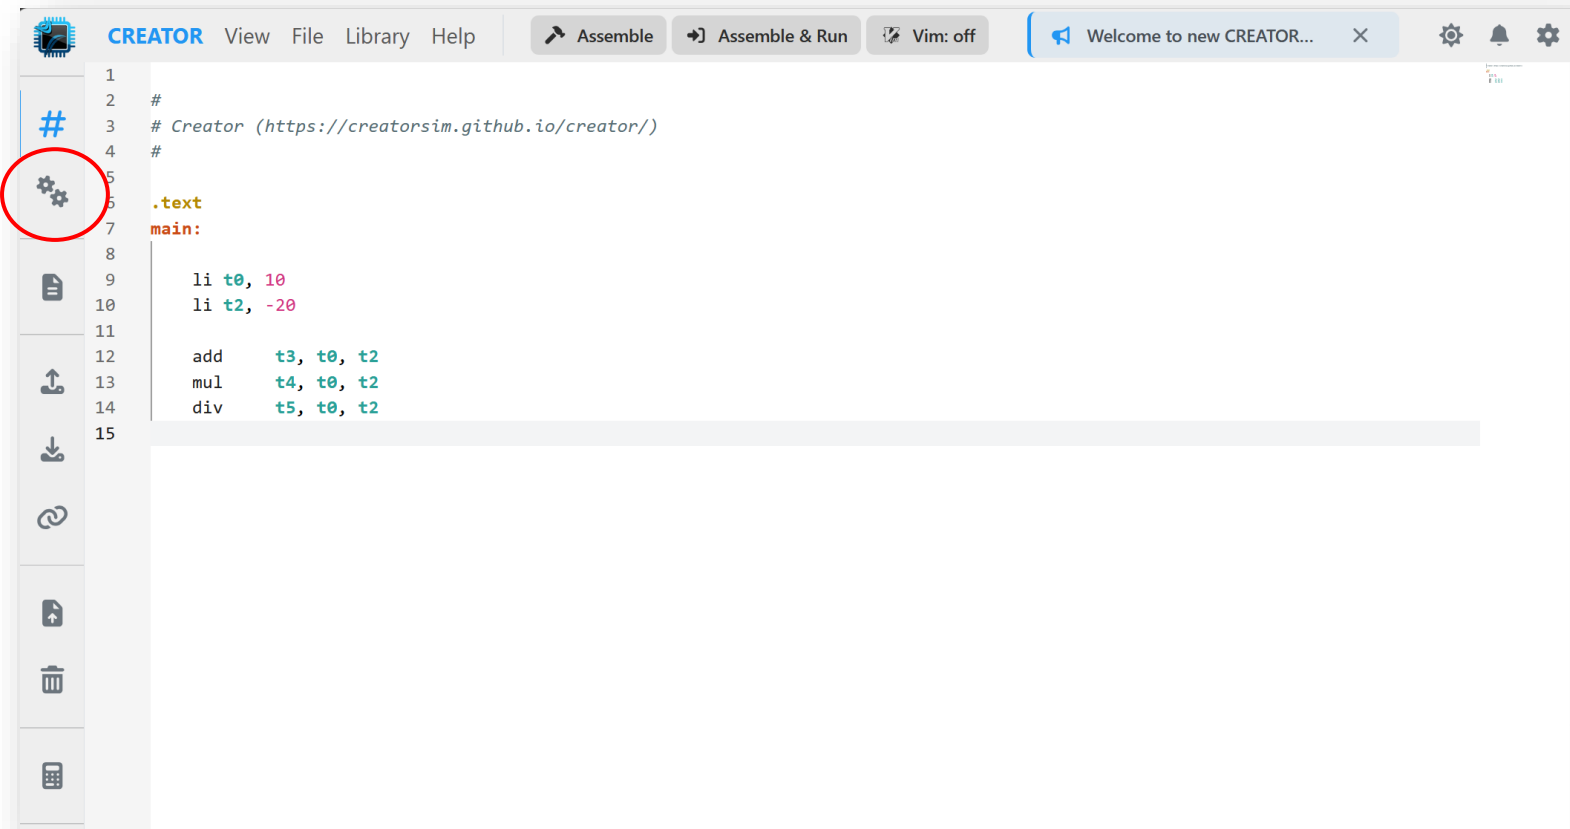 CREATOR View File Library Help Assemble Assemble & Run Vim: off Welcome to new CREATOR...
1
2 #
3 # Creator (https://creatorsim.github.io/creator/)
4 #
5
6 .text
7 main:
8
9 li t0, 10
10 li t2, -20
11
12 add t3, t0, t2
13 mul t4, t0, t2
14 div t5, t0, t2
15